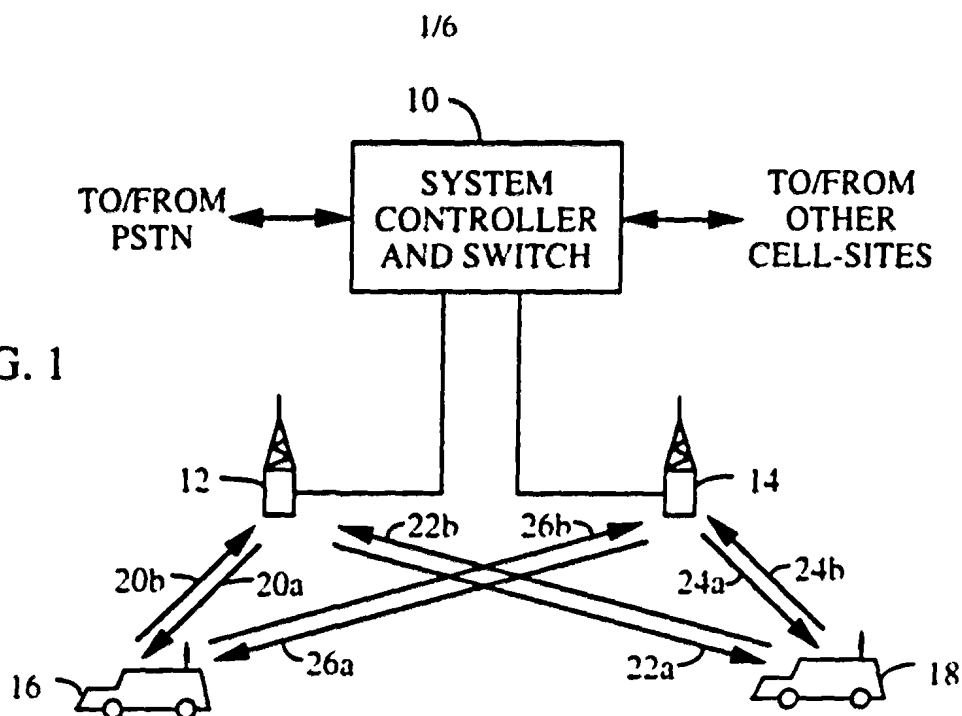 1/6
10
SYSTEM
CONTROLLER
AND SWITCH
TO/FROM
PSTN
TO/FROM
OTHER
CELL-SITES
G. 1
12
14
22b
26b
20b
20a
24a
24b
16
26a
22a
18